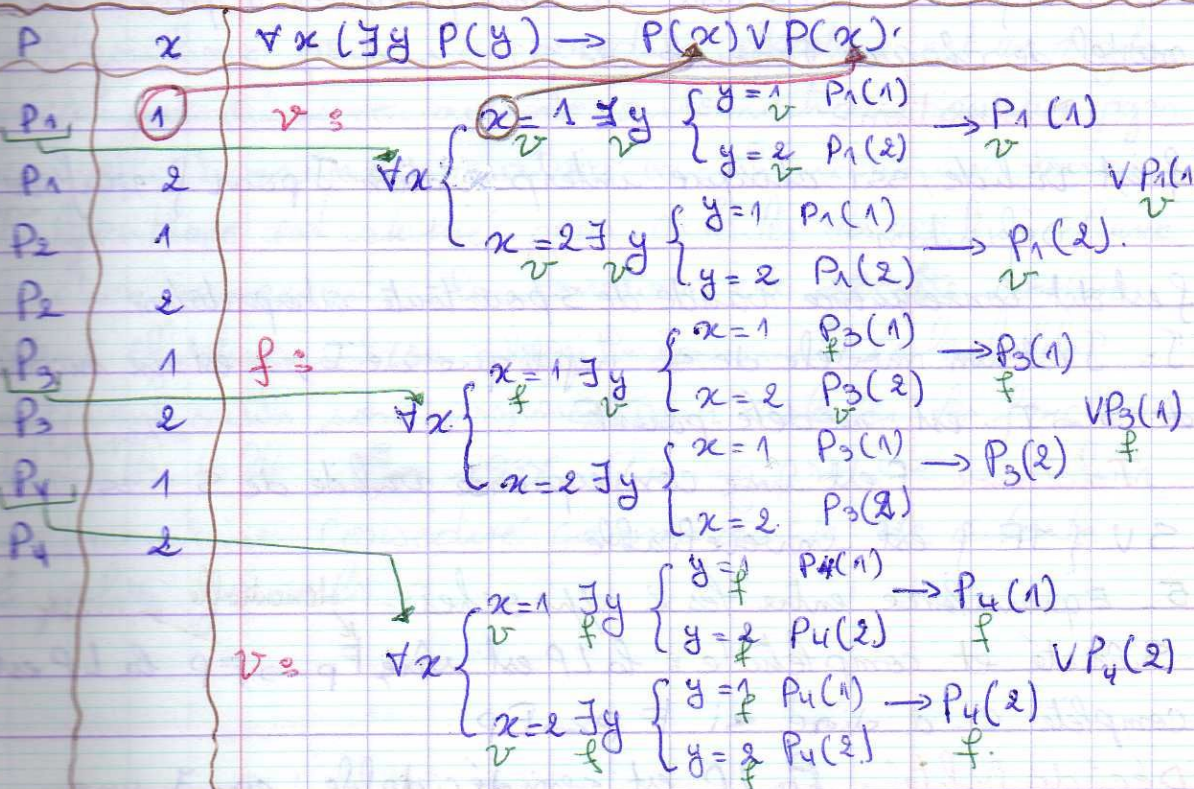 P x ∀x (∃y P(y) → P(x) ∨ P(x).
P1 1 v : x = 1 ∃y y = 1 P1(1) → P1(1)
v v v y = 2 P1(2) v
P1 2 ∀x v ∨ P1(1
v
P2 1 x = 2 ∃y y = 1 P1(1) → P1(2).
v v y = 2 P1(2) v
P2 2
P3 1 f : x = 1 ∃y x = 1 P3(1) → P3(1)
f v f f
x = 2 P3(2)
v
P3 2 ∀x ∨P3(1)
f
x = 2 ∃y x = 1 P3(1) → P3(2)
x = 2. P3(2)
P4 1
P4 2
x = 1 ∃y y = 1 P4(1) → P4(1)
v f f f
y = 2 P4(2)
f
v : ∀x ∨P4(2)
x = 2 ∃y y = 1 P4(1) → P4(2)
v f f f.
y = 2 P4(2)
f